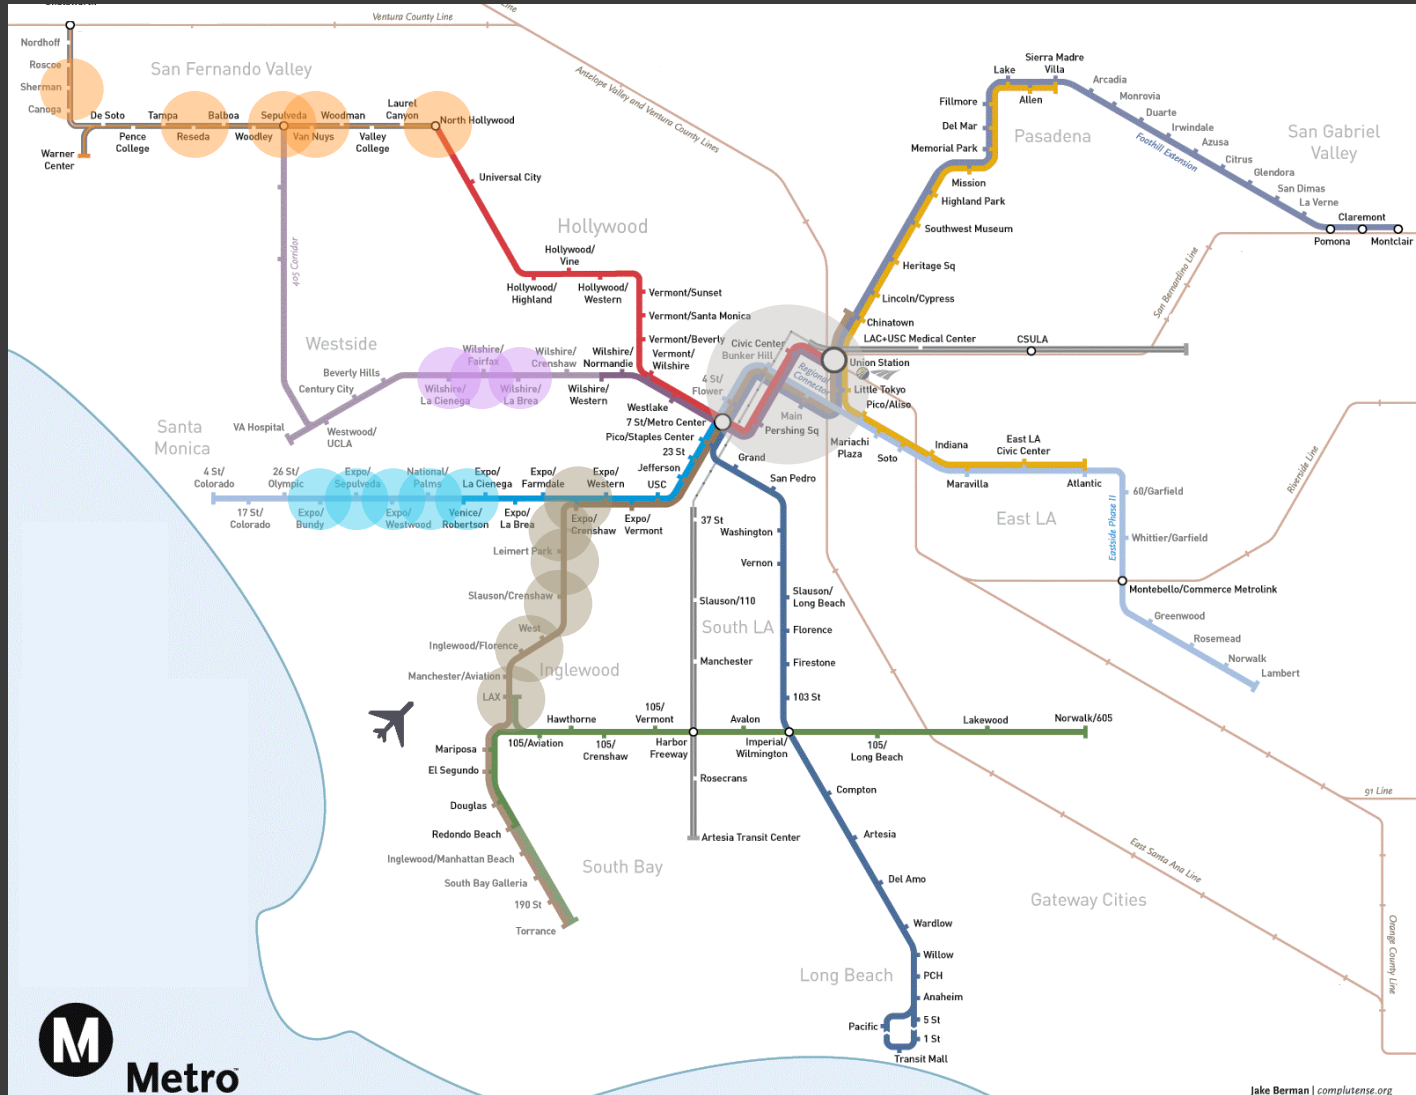 Ventura County Line
Line
Antelope Valley and Ventura County Lines
Nordhoff
Roscoe
Sherman
Canoga
San Fernando Valley
De Soto
Tampa
Balboa
Sepulveda
Woodman
Laurel
Canyon
North Hollywood
Pence
College
Reseda
Woodley
Van Nuys
Valley
College
Warner
Center
Universal City
Hollywood
Hollywood/
Vine
Hollywood/
Highland
Hollywood/
Western
Vermont/Sunset
Vermont/Santa Monica
Vermont/Beverly
Vermont/
Wilshire
405 Corridor
Westside
Beverly Hills
Century City
VA Hospital
Westwood/
UCLA
Wilshire/
La Cienega
Wilshire/
Fairfax
Wilshire/
La Brea
Wilshire/
Crenshaw
Wilshire/
Normandie
Wilshire/
Western
Westlake
7 St/Metro Center
Pico/Staples Center
23 St
Jefferson
USC
Civic Center
Bunker Hill
4 St/
Flower
Regional
Connector
Main
Pershing Sq
Union Station
Little Tokyo
Pico/Aliso
Mariachi
Plaza
Soto
Indiana
Maravilla
East LA
Civic Center
Atlantic
East LA
Eastside Phase II
60/Garfield
Whittier/Garfield
Montebello/Commerce Metrolink
Greenwood
Rosemead
Norwalk
Lambert
Riverside Line
LAC+USC Medical Center
CSULA
Chinatown
Lincoln/Cypress
Heritage Sq
Southwest Museum
Highland Park
Mission
Memorial Park
Del Mar
Fillmore
Lake
Allen
Sierra Madre
Villa
Pasadena
Arcadia
Monrovia
Duarte
Irwindale
Azusa
Citrus
Glendora
San Dimas
La Verne
Foothill Extension
San Gabriel
Valley
Pomona
Claremont
Montclair
San Bernardino Line
Santa
Monica
4 St/
Colorado
17 St/
Colorado
26 St/
Olympic
Expo/
Bundy
Expo/
Sepulveda
Expo/
Westwood
National/
Palms
Venice/
Robertson
Expo/
La Cienega
Expo/
La Brea
Expo/
Farmdale
Expo/
Crenshaw
Expo/
Western
Expo/
Vermont
Leimert Park
Slauson/Crenshaw
West
Inglewood/Florence
Inglewood
Manchester/Aviation
LAX
Mariposa
El Segundo
Douglas
Redondo Beach
Inglewood/Manhattan Beach
South Bay Galleria
190 St
Torrance
South Bay
105/Aviation
Hawthorne
105/
Crenshaw
105/
Vermont
Harbor
Freeway
Avalon
Imperial/
Wilmington
105/
Long Beach
Lakewood
Norwalk/605
Grand
San Pedro
37 St
Washington
Vernon
Slauson/110
Slauson/
Long Beach
South LA
Florence
Manchester
Firestone
103 St
Rosecrans
Artesia Transit Center
Compton
Artesia
Del Amo
Wardlow
Willow
PCH
Anaheim
5 St
1 St
Pacific
Transit Mall
Long Beach
Gateway Cities
East Santa Ana Line
91 Line
Orange County Line
M
Metro
Jake Berman | complutense.org